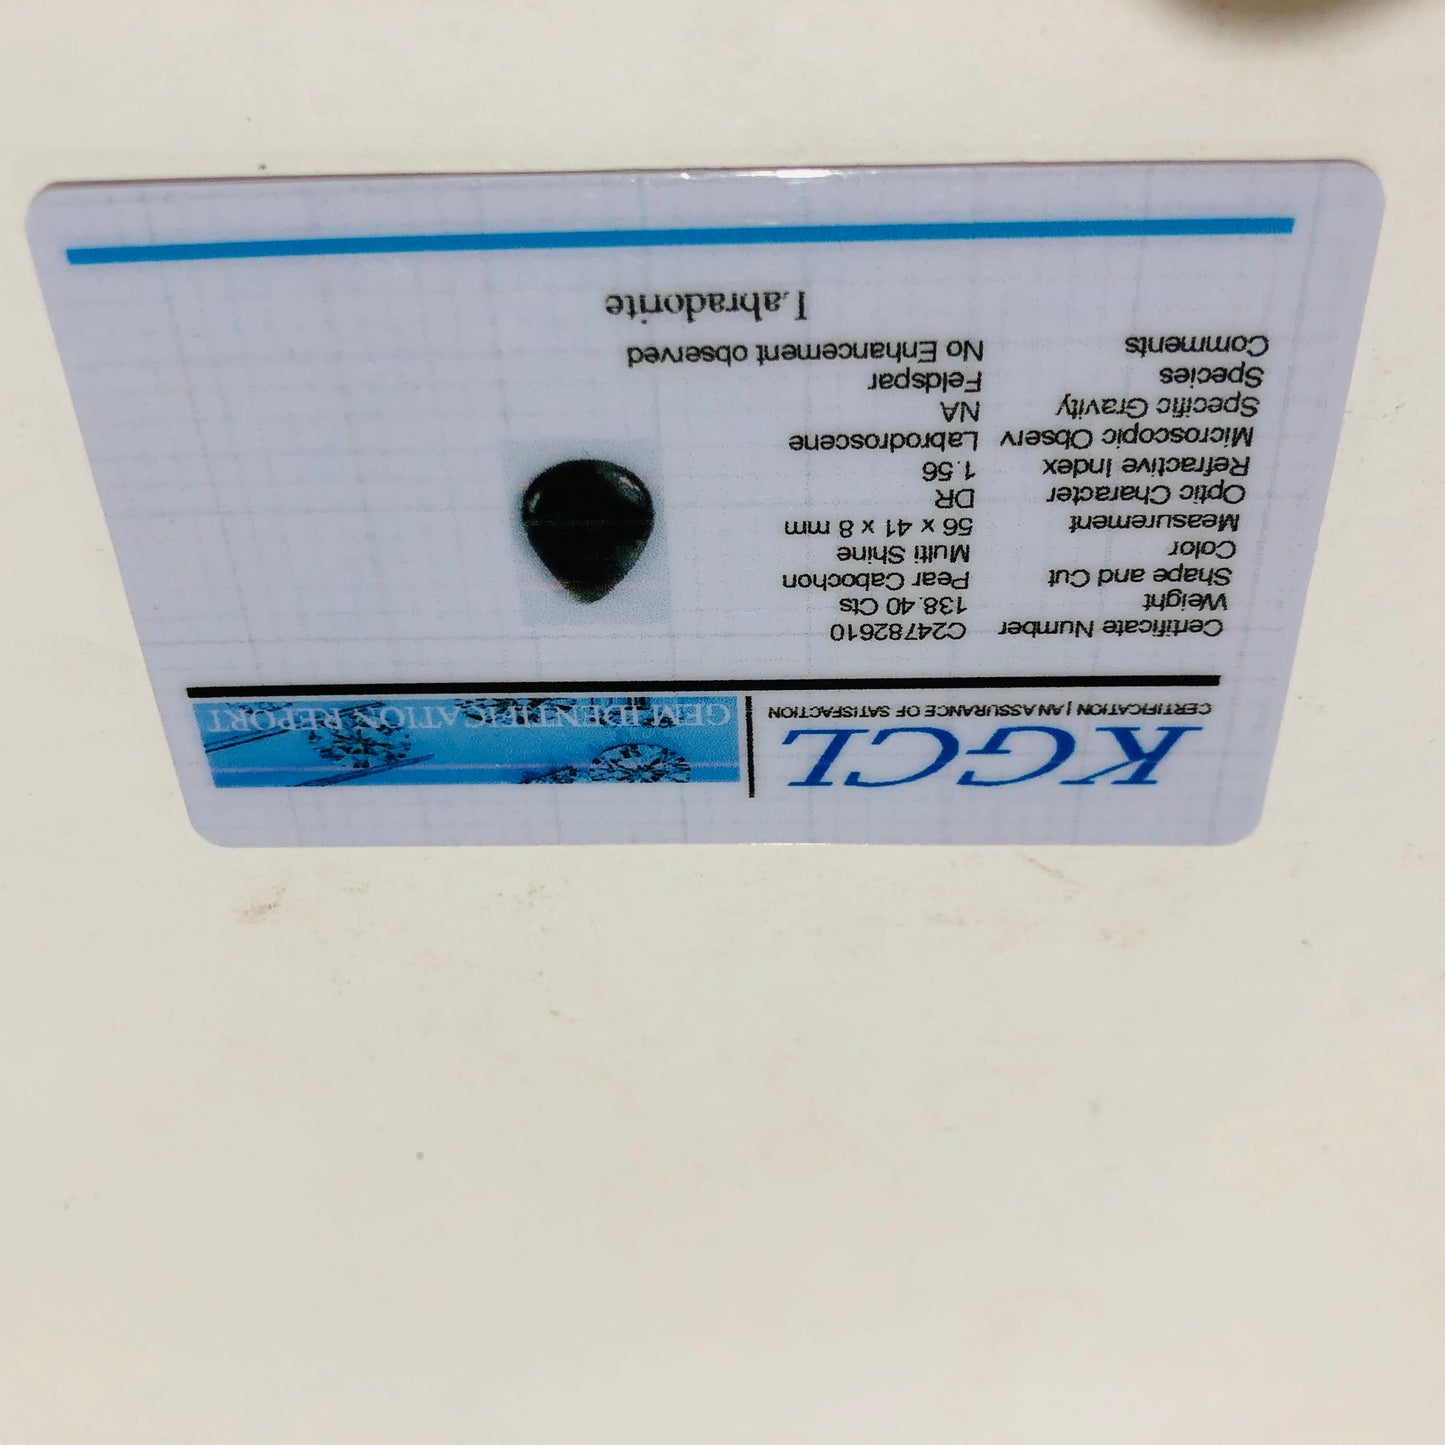 KGCL
CERTIFICATION | AN ASSURANCE OF SATISFACTION
GEM IDENTIFICATION REPORT
Certificate Number C24782610
Weight 138.40 Cts
Shape and Cut Pear Cabochon
Color Multi Shine
Measurement 56 x 41 x 8 mm
Optic Character DR
Refractive Index 1.56
Microscopic Observ Labrodroscene
Specific Gravity NA
Species Feldspar
Comments No Enhancement observed
Labradorite